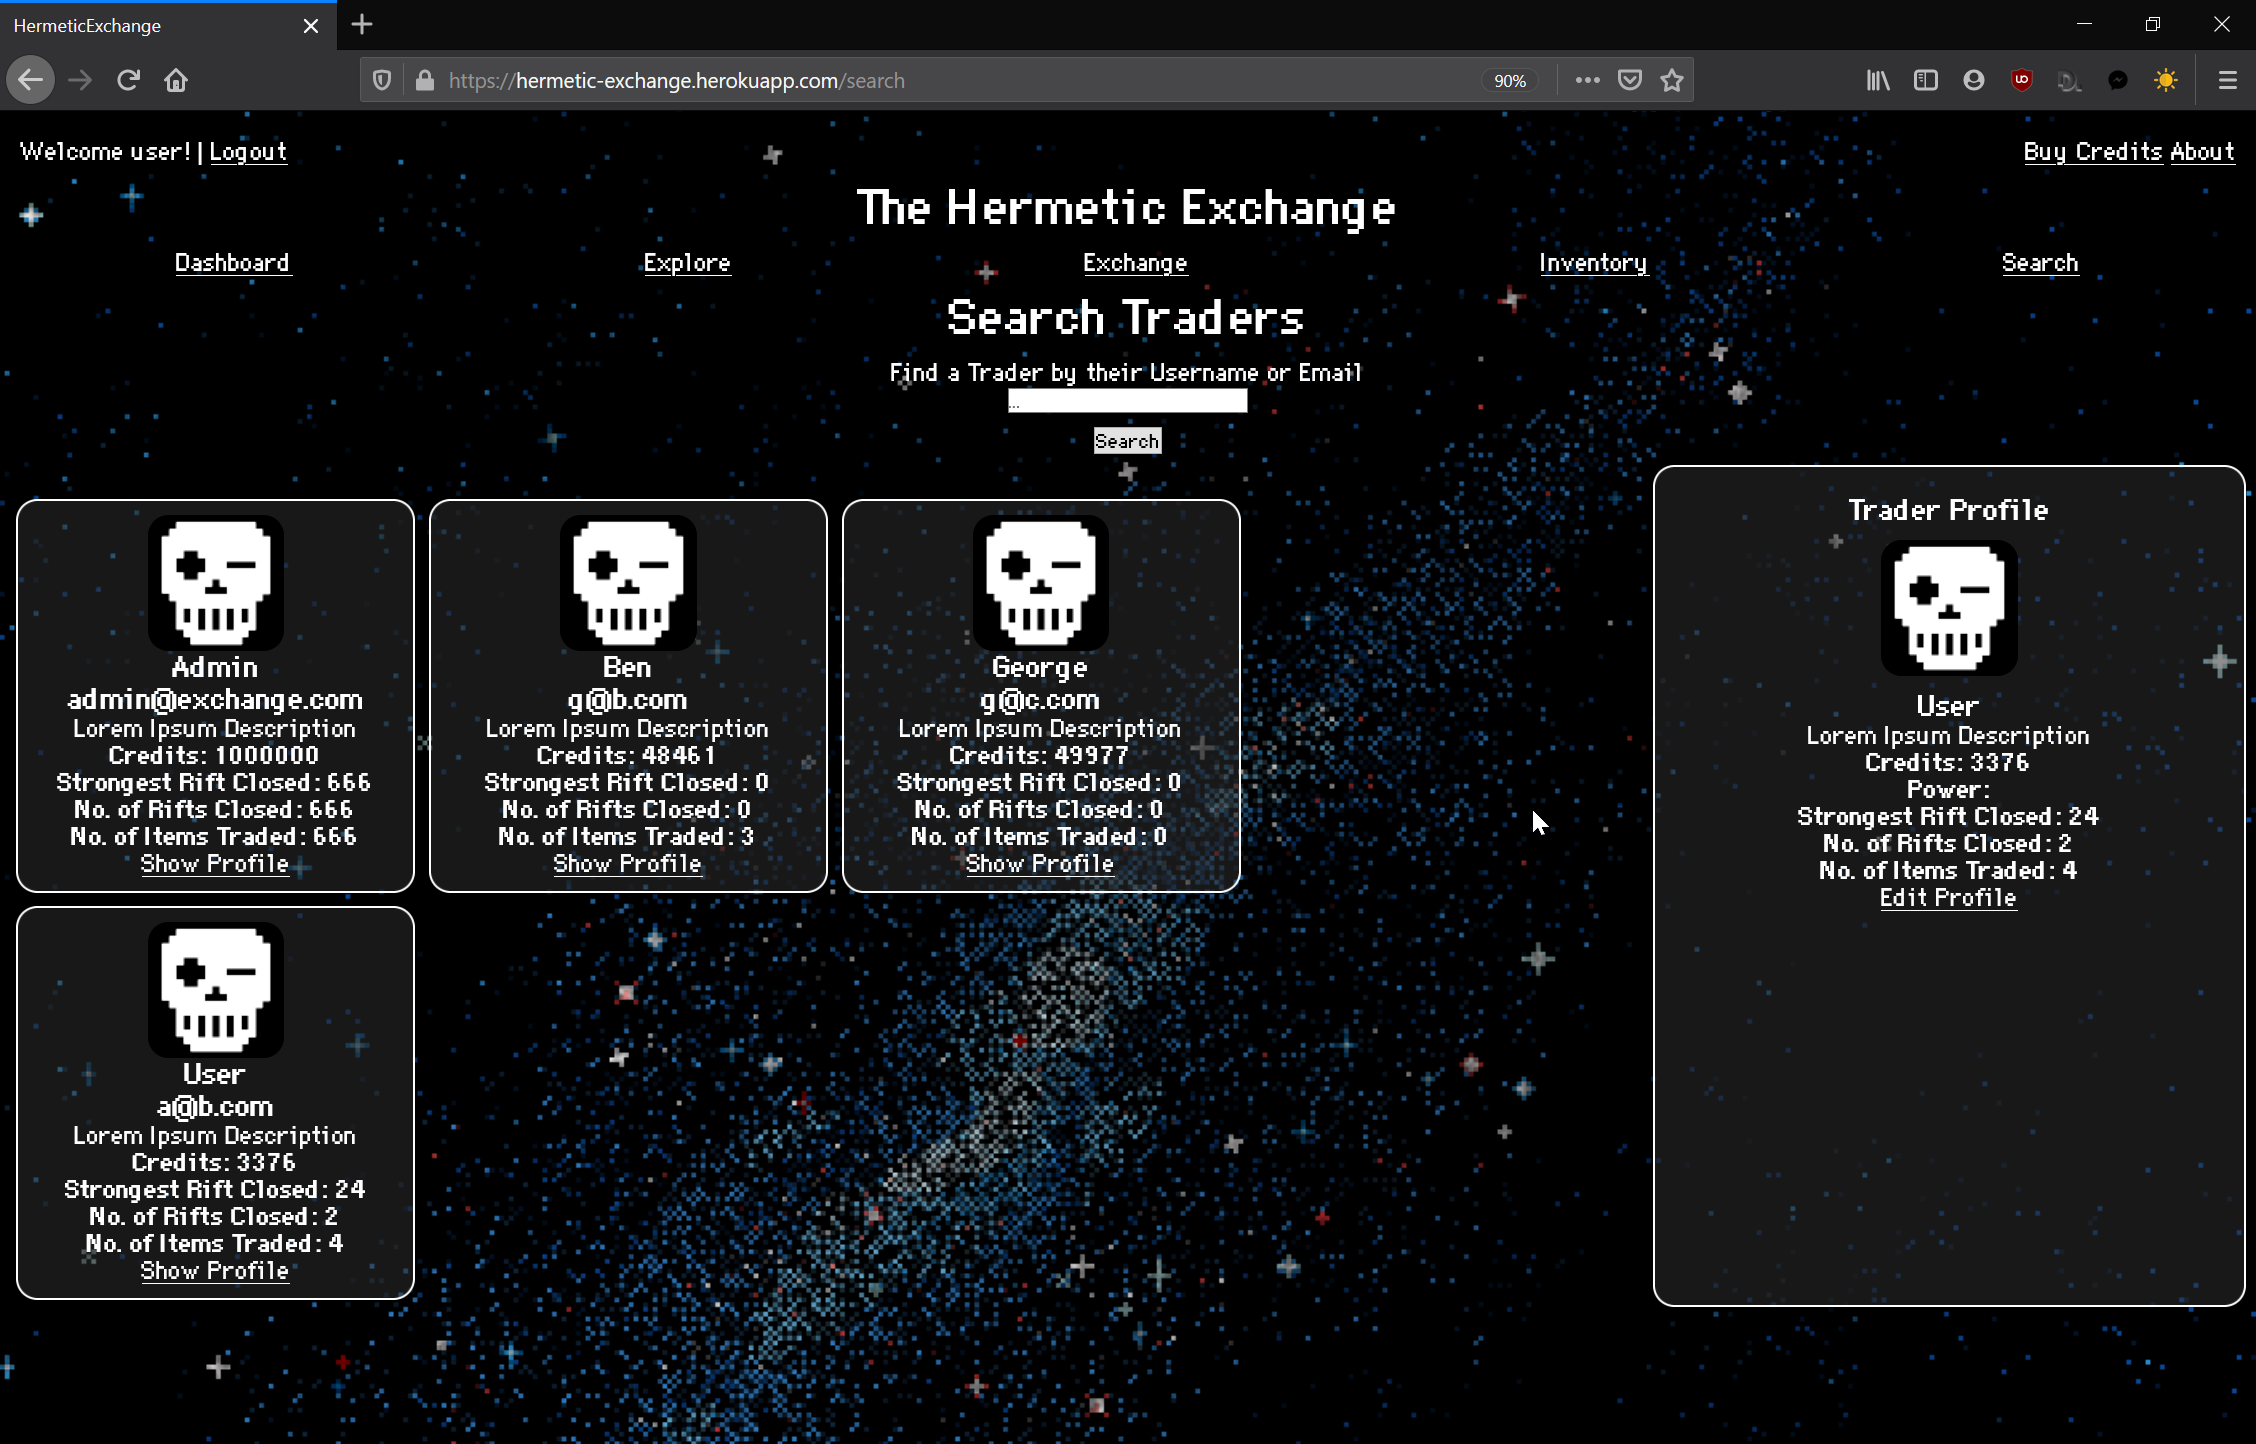 HermeticExchange
https://hermetic-exchange.herokuapp.com/search
90%
Welcome user! | Logout
Buy Credits About
The Hermetic Exchange
Dashboard Explore Exchange Inventory Search
Search Traders
Find a Trader by their Username or Email
...
Search
Admin
admin@exchange.com
Lorem Ipsum Description
Credits: 1000000
Strongest Rift Closed: 666
No. of Rifts Closed: 666
No. of Items Traded: 666
Show Profile
Ben
g@b.com
Lorem Ipsum Description
Credits: 48461
Strongest Rift Closed: 0
No. of Rifts Closed: 0
No. of Items Traded: 3
Show Profile
George
g@c.com
Lorem Ipsum Description
Credits: 49977
Strongest Rift Closed: 0
No. of Rifts Closed: 0
No. of Items Traded: 0
Show Profile
User
a@b.com
Lorem Ipsum Description
Credits: 3376
Strongest Rift Closed: 24
No. of Rifts Closed: 2
No. of Items Traded: 4
Show Profile
Trader Profile
User
Lorem Ipsum Description
Credits: 3376
Power:
Strongest Rift Closed: 24
No. of Rifts Closed: 2
No. of Items Traded: 4
Edit Profile